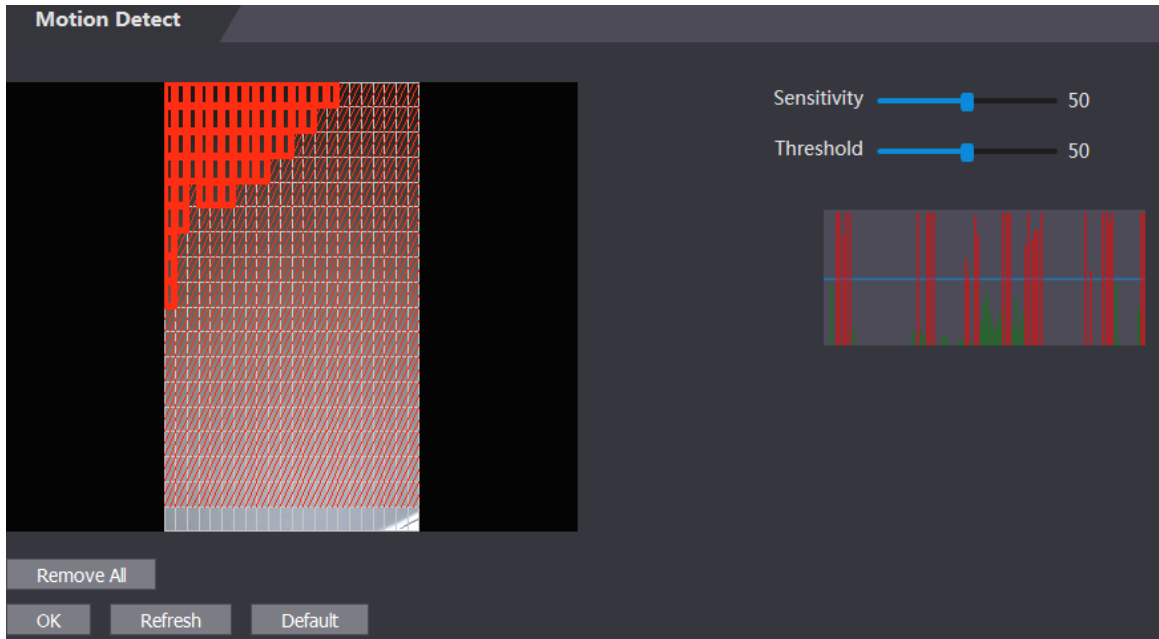 Motion Detect
Sensitivity 50
Threshold 50
Remove All
OK Refresh Default